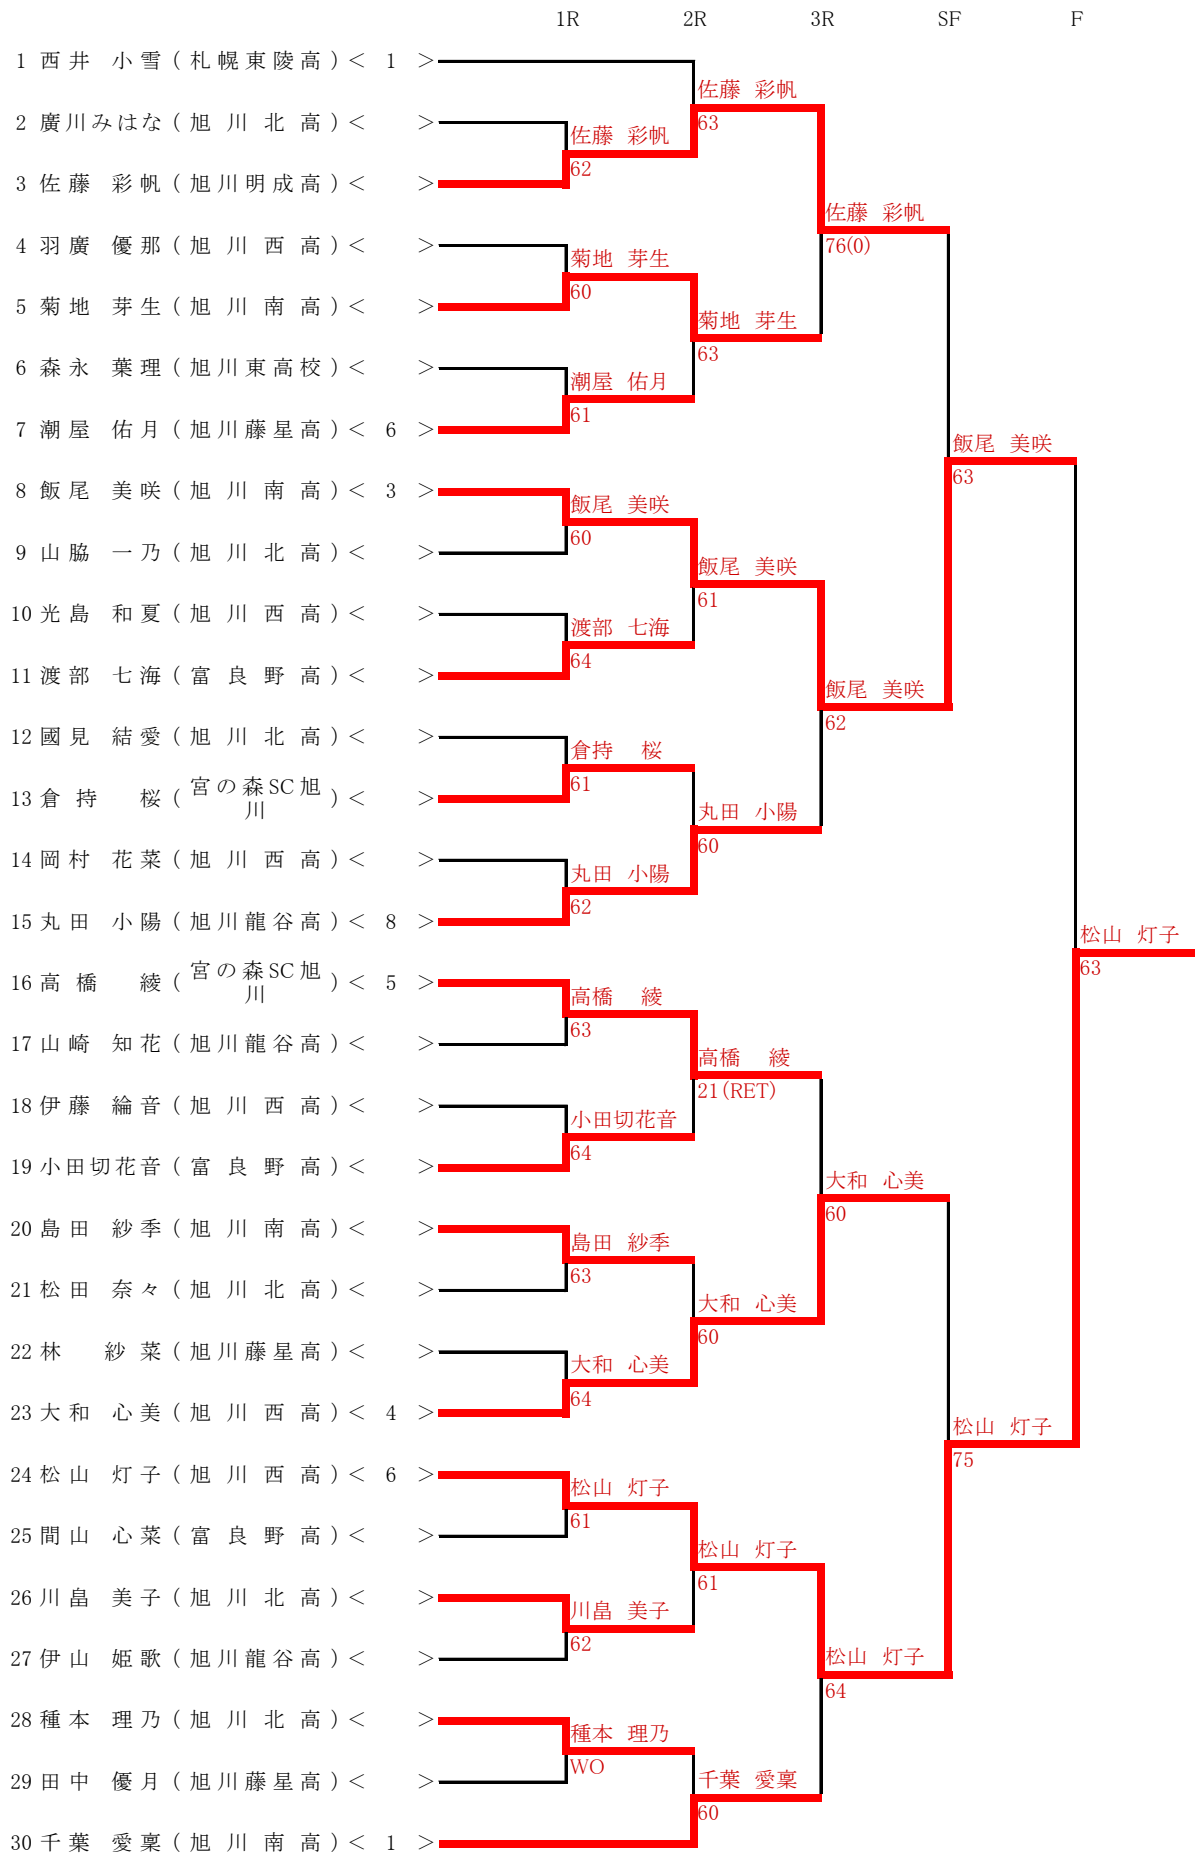 1R 2R 3R SF F
1 西井 小雪 ( 札幌東陵高 ) < 1 >
佐藤 彩帆
63
2 廣川みはな ( 旭川北高 ) < >
佐藤 彩帆
62
3 佐藤 彩帆 ( 旭川明成高 ) < >
佐藤 彩帆
76(0)
4 羽廣 優那 ( 旭川西高 ) < >
菊地 芽生
60
5 菊地 芽生 ( 旭川南高 ) < >
菊地 芽生
63
6 森永 葉理 ( 旭川東高校 ) < >
潮屋 佑月
61
7 潮屋 佑月 ( 旭川藤星高 ) < 6 >
飯尾 美咲
63
8 飯尾 美咲 ( 旭川南高 ) < 3 >
飯尾 美咲
60
9 山脇 一乃 ( 旭川北高 ) < >
飯尾 美咲
61
10 光島 和夏 ( 旭川西高 ) < >
渡部 七海
64
11 渡部 七海 ( 富良野高 ) < >
飯尾 美咲
62
12 國見 結愛 ( 旭川北高 ) < >
倉持 桜
61
13 倉持 桜 ( 宮の森SC旭川 ) < >
丸田 小陽
60
14 岡村 花菜 ( 旭川西高 ) < >
丸田 小陽
62
15 丸田 小陽 ( 旭川龍谷高 ) < 8 >
松山 灯子
63
16 高橋 綾 ( 宮の森SC旭川 ) < 5 >
高橋 綾
63
17 山崎 知花 ( 旭川龍谷高 ) < >
高橋 綾
21(RET)
18 伊藤 綸音 ( 旭川西高 ) < >
小田切花音
64
19 小田切花音 ( 富良野高 ) < >
大和 心美
60
20 島田 紗季 ( 旭川南高 ) < >
島田 紗季
63
21 松田 奈々 ( 旭川北高 ) < >
大和 心美
60
22 林 紗菜 ( 旭川藤星高 ) < >
大和 心美
64
23 大和 心美 ( 旭川西高 ) < 4 >
松山 灯子
75
24 松山 灯子 ( 旭川西高 ) < 6 >
松山 灯子
61
25 間山 心菜 ( 富良野高 ) < >
松山 灯子
61
26 川畠 美子 ( 旭川北高 ) < >
川畠 美子
62
27 伊山 姫歌 ( 旭川龍谷高 ) < >
松山 灯子
64
28 種本 理乃 ( 旭川北高 ) < >
種本 理乃
WO
29 田中 優月 ( 旭川藤星高 ) < >
千葉 愛稟
60
30 千葉 愛稟 ( 旭川南高 ) < 1 >